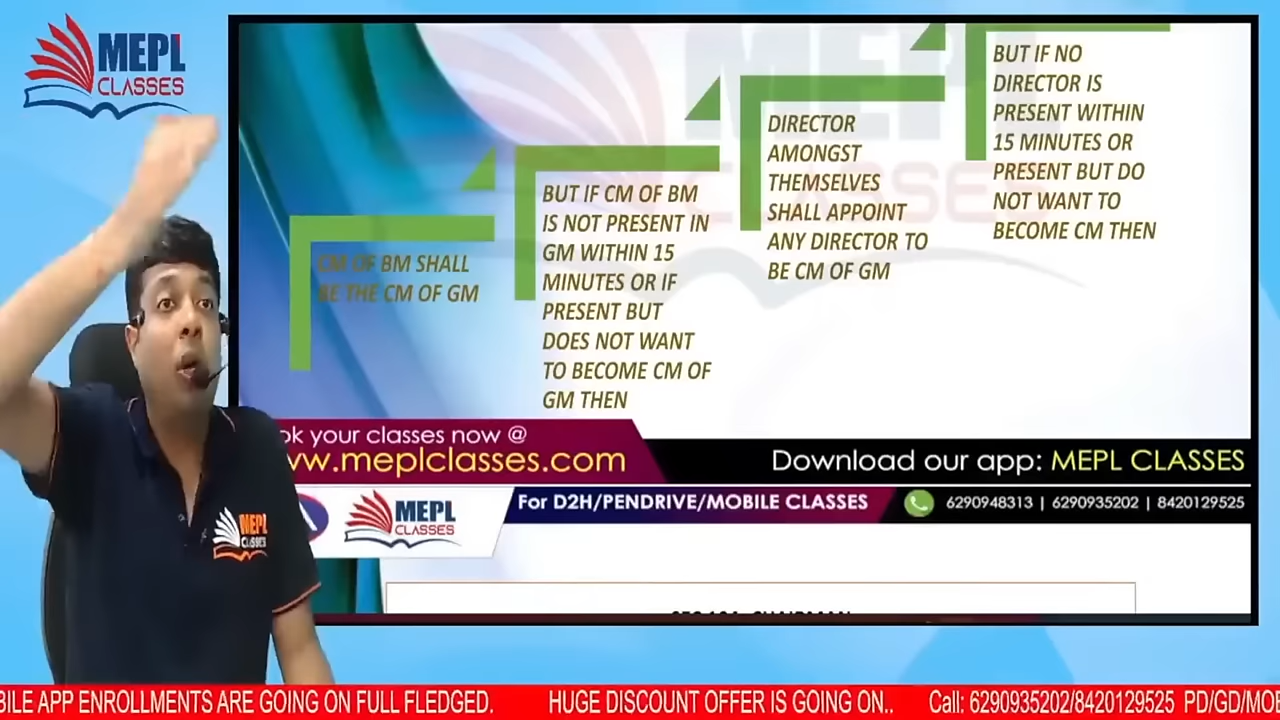 MEPL
CLASSES
CM OF BM SHALL
BE THE CM OF GM
BUT IF CM OF BM
IS NOT PRESENT IN
GM WITHIN 15
MINUTES OR IF
PRESENT BUT
DOES NOT WANT
TO BECOME CM OF
GM THEN
DIRECTOR
AMONGST
THEMSELVES
SHALL APPOINT
ANY DIRECTOR TO
BE CM OF GM
BUT IF NO
DIRECTOR IS
PRESENT WITHIN
15 MINUTES OR
PRESENT BUT DO
NOT WANT TO
BECOME CM THEN
MEPL
CLASSES
ok your classes now @
ww.meplclasses.com
Download our app: MEPL CLASSES
MEPL
CLASSES
For D2H/PENDRIVE/MOBILE CLASSES
6290948313 | 6290935202 | 8420129525
MEPL
CLASSES
CHAIRMAN
BILE APP ENROLLMENTS ARE GOING ON FULL FLEDGED. HUGE DISCOUNT OFFER IS GOING ON.. Call: 6290935202/8420129525 PD/GD/MOB